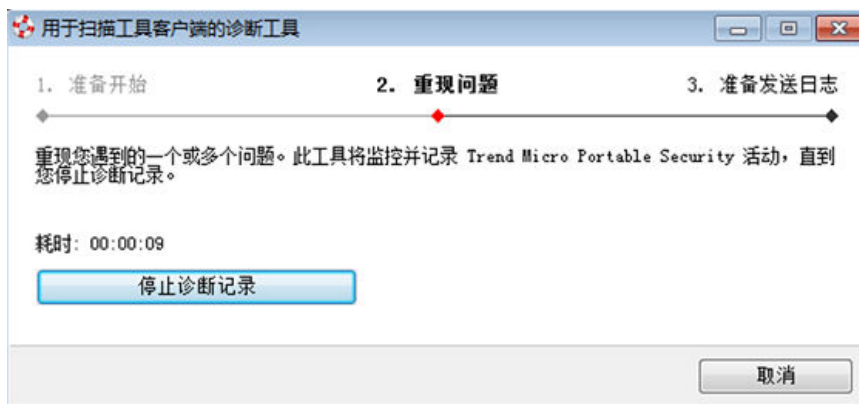 用于扫描工具客户端的诊断工具
1. 准备开始
2. 重现问题
3. 准备发送日志
重现您遇到的一个或多个问题。此工具将监控并记录 Trend Micro Portable Security 活动，直到
您停止诊断记录。
耗时: 00:00:09
停止诊断记录
取消